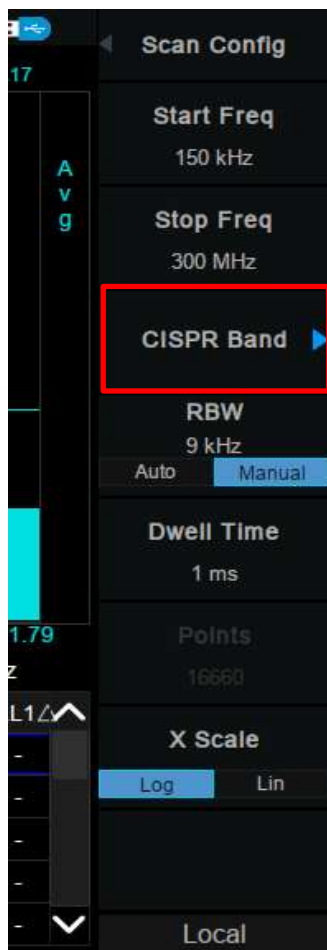 Scan Config
17
Start Freq
150 kHz
Avg
Stop Freq
300 MHz
CISPR Band
RBW
9 kHz
Auto Manual
Dwell Time
1 ms
1.79
Points
16660
z
L1
X Scale
-
Log Lin
-
-
-
-
Local